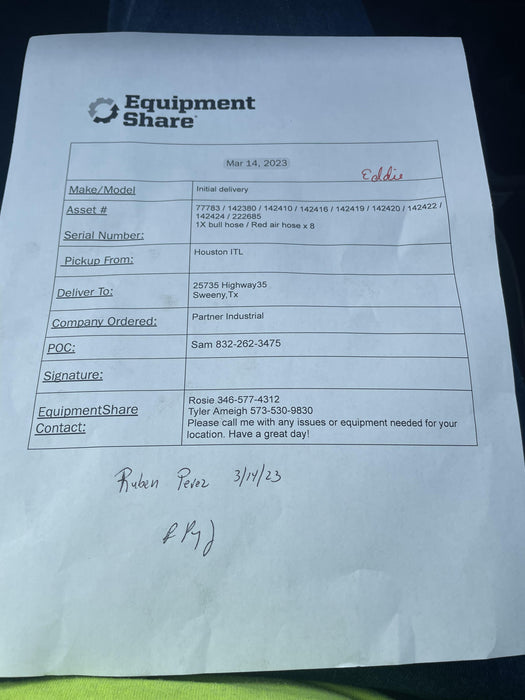 Equipment
Share
Mar 14, 2023
Eddie
Make/Model
Initial delivery
Asset #
77783 / 142380 / 142410 / 142416 / 142419 / 142420 / 142422 /
142424 / 222685
1X bull hose / Red air hose x 8
Serial Number:
Pickup From:
Houston ITL
Deliver To:
25735 Highway35
Sweeny,Tx
Company Ordered:
Partner Industrial
POC:
Sam 832-262-3475
Signature:
EquipmentShare
Contact:
Rosie 346-577-4312
Tyler Ameigh 573-530-9830
Please call me with any issues or equipment needed for your
location. Have a great day!
Ruben Perez 3/14/23